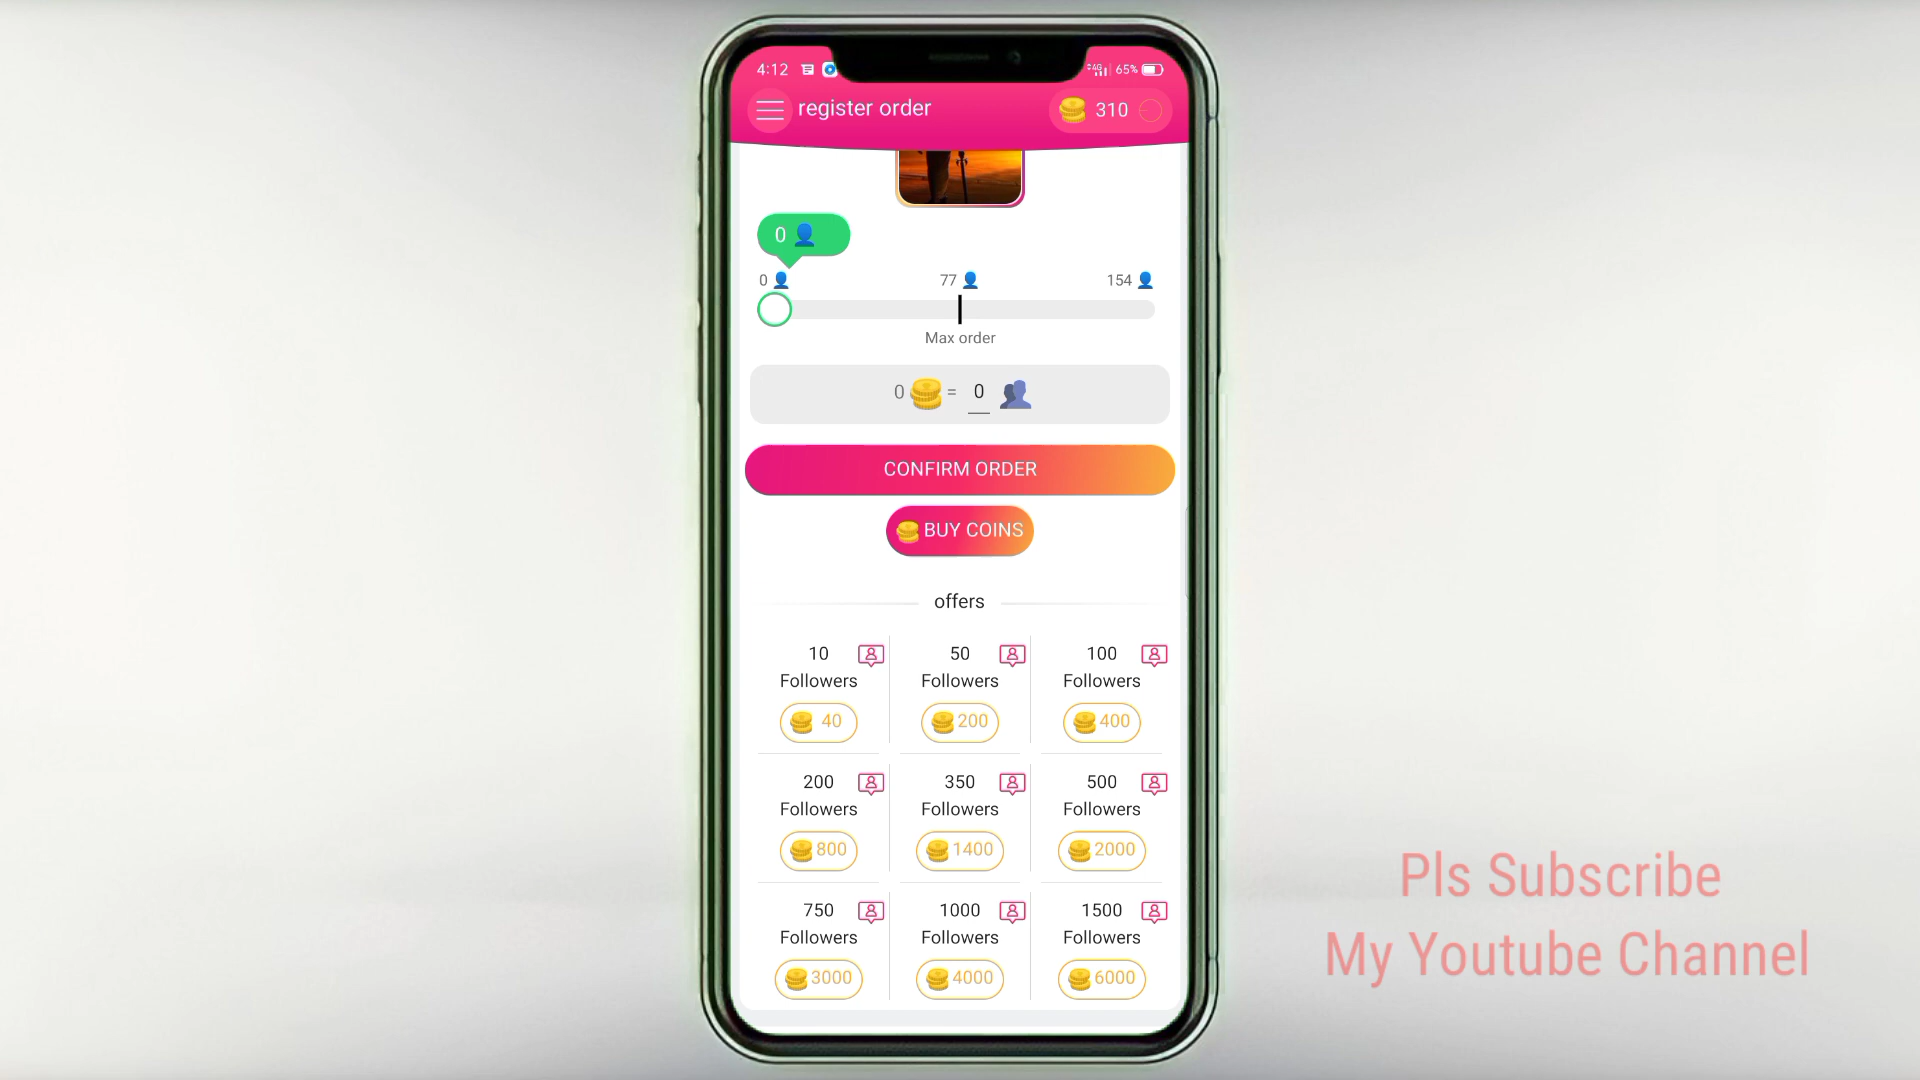 4:12 4G 65%
register order 310
0
0 77 154
Max order
0 = 0
CONFIRM ORDER
BUY COINS
offers
10 50 100
Followers Followers Followers
40 200 400
200 350 500
Followers Followers Followers
800 1400 2000
750 1000 1500
Followers Followers Followers
3000 4000 6000
Pls Subscribe
My Youtube Channel